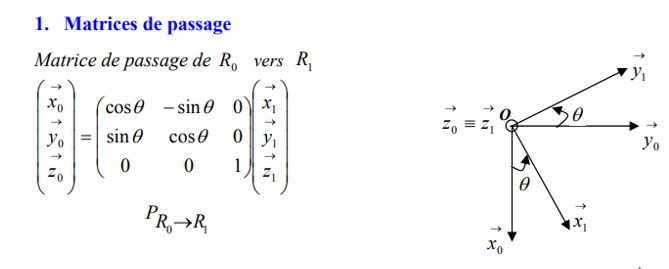 1. Matrices de passage
Matrice de passage de R₀ vers R₁
(x₀→ y₀→ z₀→) = (cosθ −sinθ 0
sinθ cosθ 0
0 0 1) (x₁→ y₁→ z₁→)
P R₀→R₁
y₁→
z₀→ ≡ z₁→ O θ
y₀→
θ
x₁→
x₀→